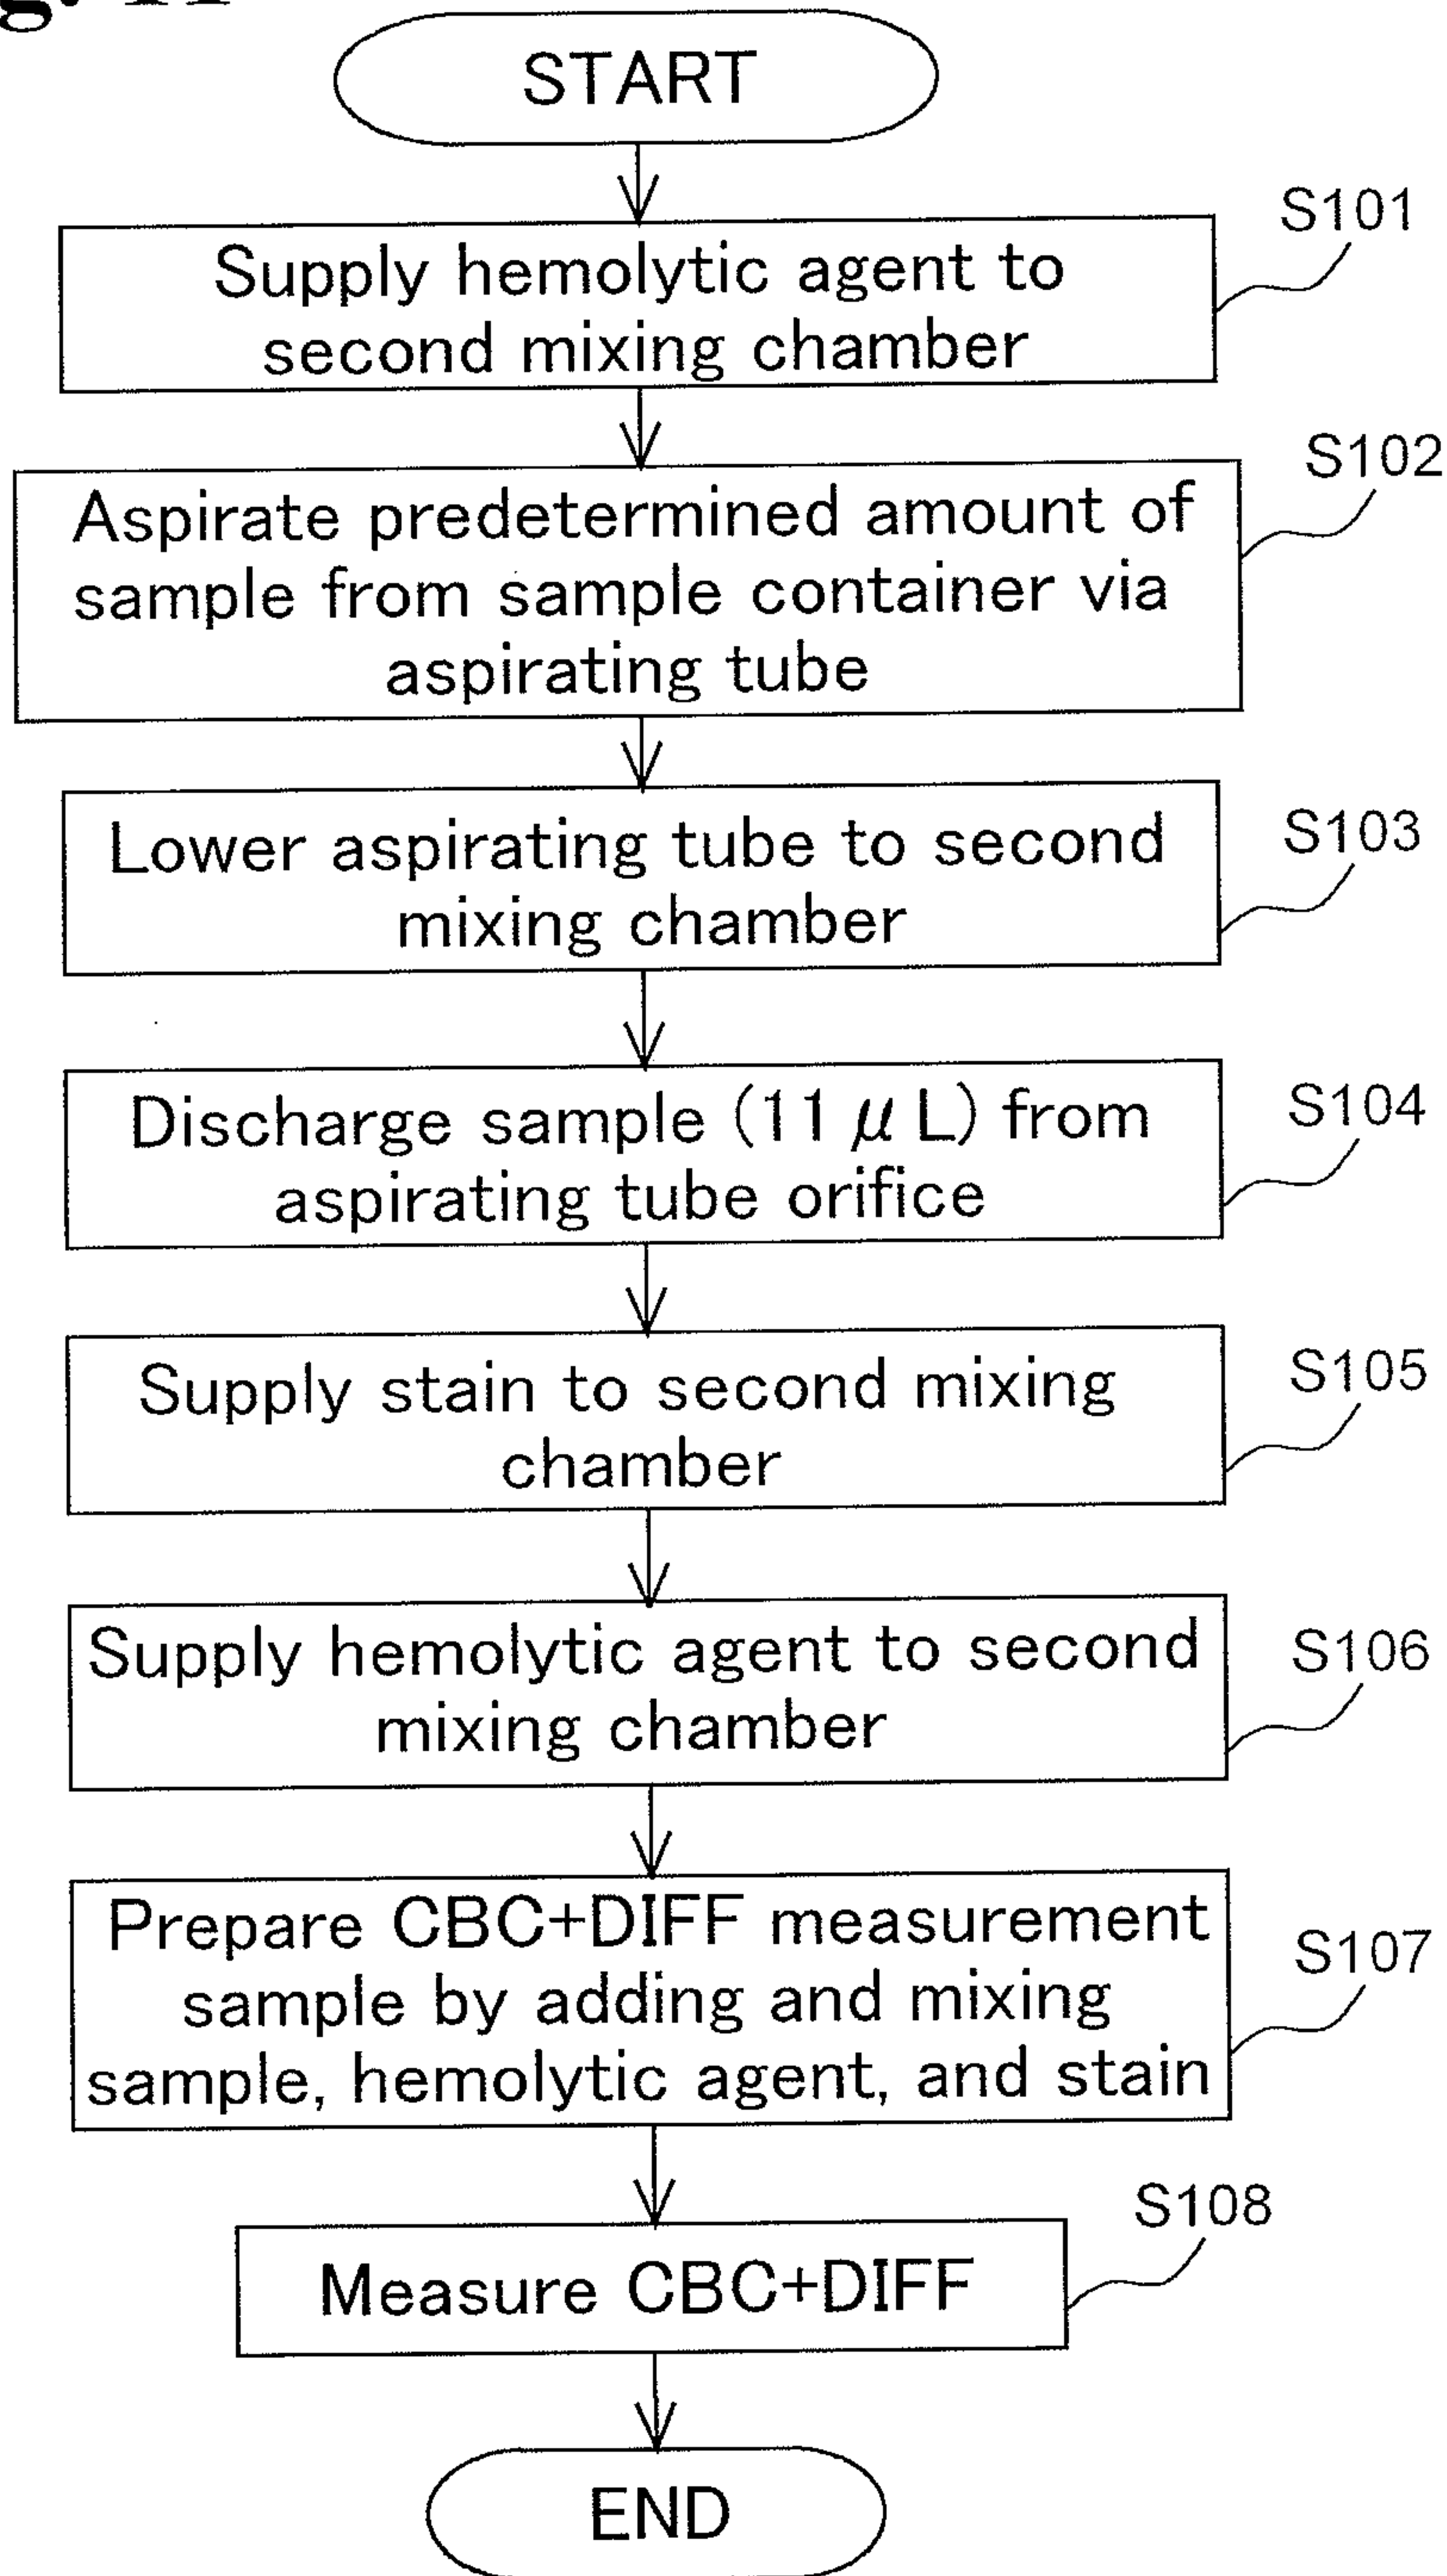 START
S101
Supply hemolytic agent to
second mixing chamber
S102
Aspirate predetermined amount of
sample from sample container via
aspirating tube
S103
Lower aspirating tube to second
mixing chamber
S104
Discharge sample (11 μ L) from
aspirating tube orifice
S105
Supply stain to second mixing
chamber
S106
Supply hemolytic agent to second
mixing chamber
S107
Prepare CBC+DIFF measurement
sample by adding and mixing
sample, hemolytic agent, and stain
S108
Measure CBC+DIFF
END